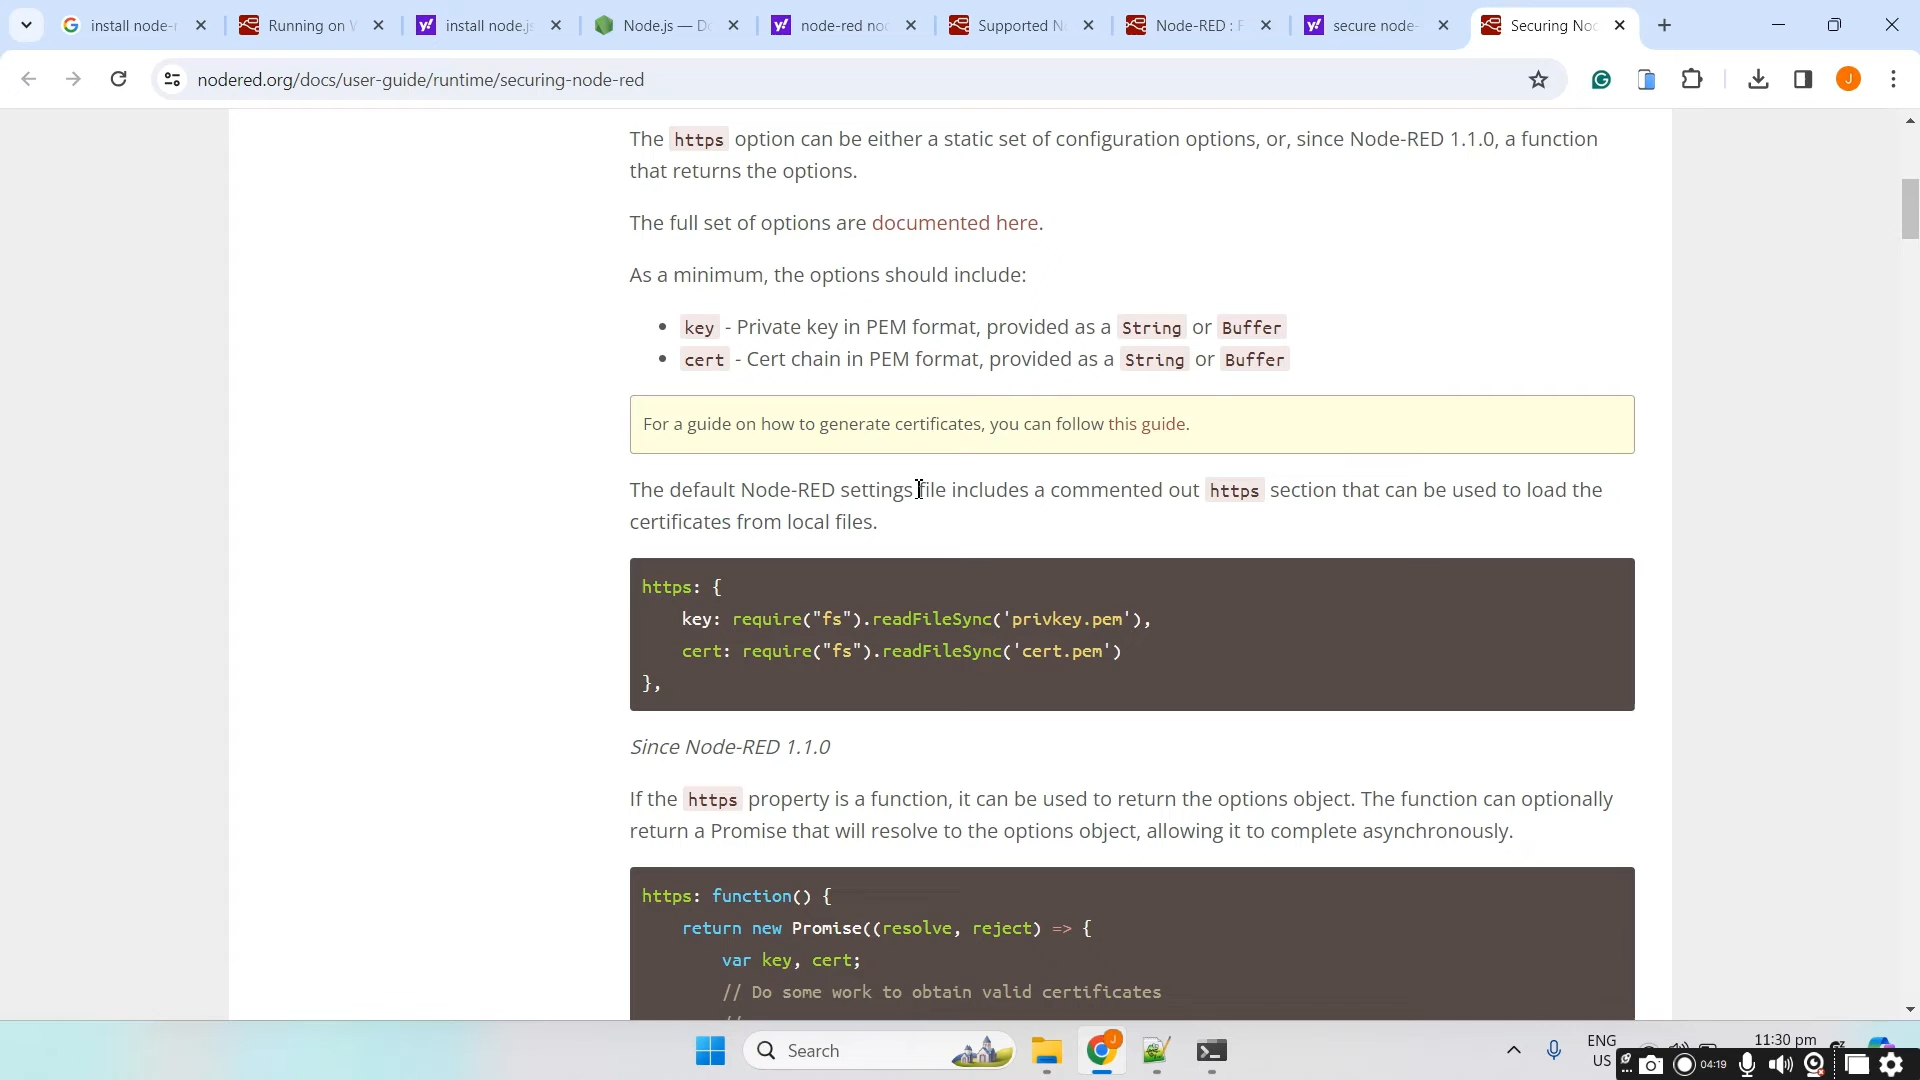 install node-r
Running on W
install node.js
Node.js — Do
node-red nod
Supported No
Node-RED : F
secure node-
Securing Noc
nodered.org/docs/user-guide/runtime/securing-node-red
J
The https option can be either a static set of configuration options, or, since Node-RED 1.1.0, a function
that returns the options.
The full set of options are documented here.
As a minimum, the options should include:
key - Private key in PEM format, provided as a String or Buffer
cert - Cert chain in PEM format, provided as a String or Buffer
For a guide on how to generate certificates, you can follow this guide.
The default Node-RED settings file includes a commented out https section that can be used to load the
certificates from local files.
https: {
key: require("fs").readFileSync('privkey.pem'),
cert: require("fs").readFileSync('cert.pem')
},
Since Node-RED 1.1.0
If the https property is a function, it can be used to return the options object. The function can optionally
return a Promise that will resolve to the options object, allowing it to complete asynchronously.
https: function() {
return new Promise((resolve, reject) => {
var key, cert;
// Do some work to obtain valid certificates
Search
ENG
US
11:30 pm
04:19